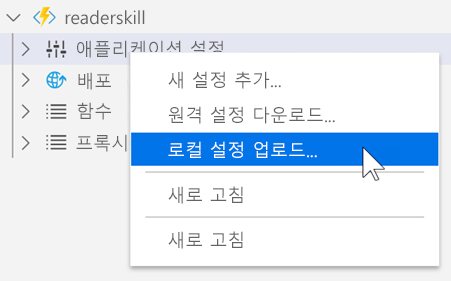 readerskill
애플리케이션 설정
배포
함수
프록시
새 설정 추가...
원격 설정 다운로드...
로컬 설정 업로드...
새로 고침
새로 고침